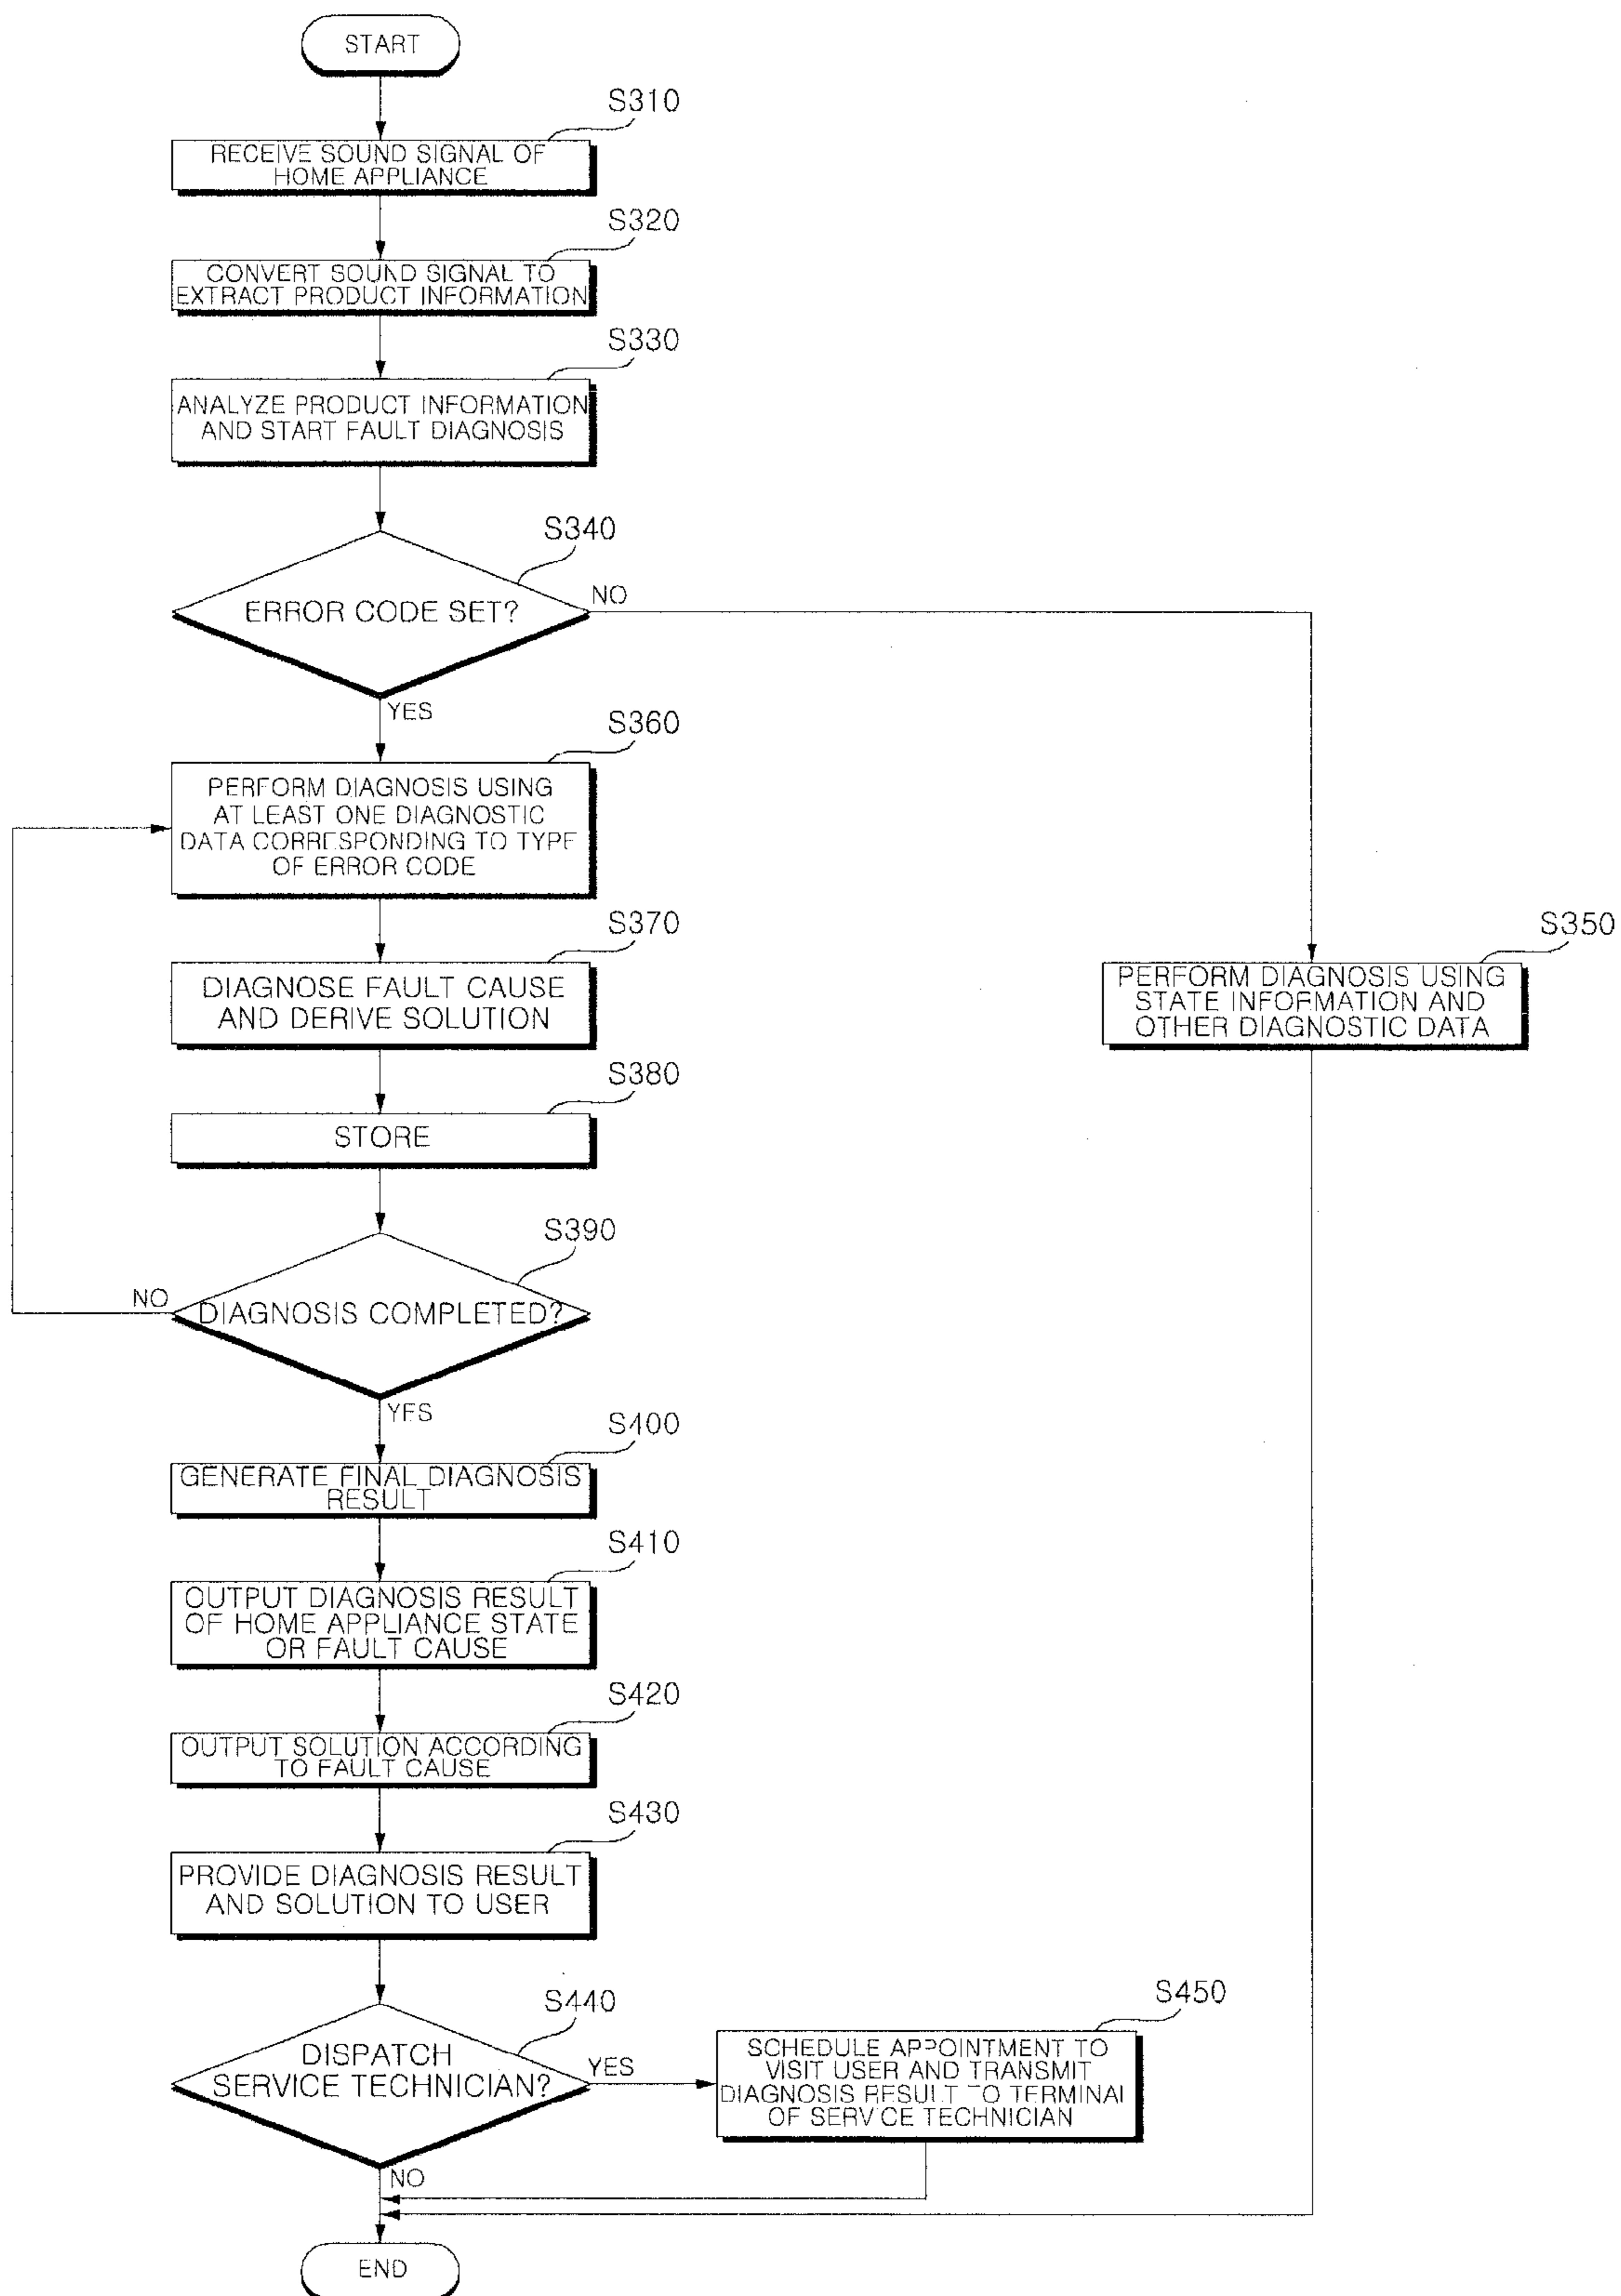 START
S310
RECEIVE SOUND SIGNAL OF
HOME APPLIANCE
S320
CONVERT SOUND SIGNAL TO
EXTRACT PRODUCT INFORMATION
S330
ANALYZE PRODUCT INFORMATION
AND START FAULT DIAGNOSIS
S340
ERROR CODE SET?
NO
YES
S360
PERFORM DIAGNOSIS USING
AT LEAST ONE DIAGNOSTIC
DATA CORRESPONDING TO TYPE
OF ERROR CODE
S370
DIAGNOSE FAULT CAUSE
AND DERIVE SOLUTION
S350
PERFORM DIAGNOSIS USING
STATE INFORMATION AND
OTHER DIAGNOSTIC DATA
S380
STORE
S390
DIAGNOSIS COMPLETED?
NO
YES
S400
GENERATE FINAL DIAGNOSIS
RESULT
S410
OUTPUT DIAGNOSIS RESULT
OF HOME APPLIANCE STATE
OR FAULT CAUSE
S420
OUTPUT SOLUTION ACCORDING
TO FAULT CAUSE
S430
PROVIDE DIAGNOSIS RESULT
AND SOLUTION TO USER
S440
DISPATCH
SERVICE TECHNICIAN?
YES
NO
S450
SCHEDULE APPOINTMENT TO
VISIT USER AND TRANSMIT
DIAGNOSIS RESULT TO TERMINAL
OF SERVICE TECHNICIAN
END